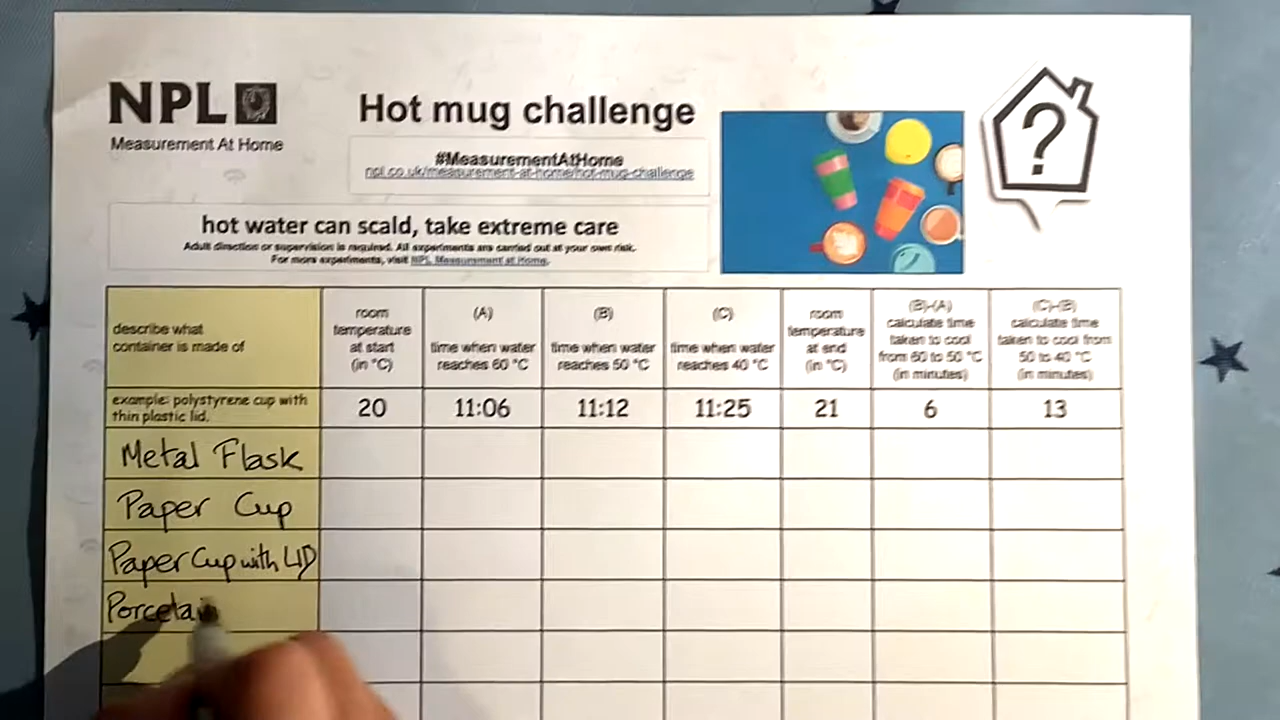 NPL
Measurement At Home
Hot mug challenge
#MeasurementAtHome
npl.co.uk/measurement-at-home/hot-mug-challenge
hot water can scald, take extreme care
Adult direction or supervision is required. All experiments are carried out at your own risk.
For more experiments, visit NPL Measurement at Home.
?
describe what
container is made of
room
temperature
at start
(in °C)
(A)
time when water
reaches 60 °C
(B)
time when water
reaches 50 °C
(C)
time when water
reaches 40 °C
room
temperature
at end
(in °C)
(B)-(A)
calculate time
taken to cool
from 60 to 50 °C
(in minutes)
(C)-(B)
calculate time
taken to cool from
50 to 40 °C
(in minutes)
example: polystyrene cup with
thin plastic lid.
20
11:06
11:12
11:25
21
6
13
Metal Flask
Paper Cup
Paper Cup with LID
Porcelai